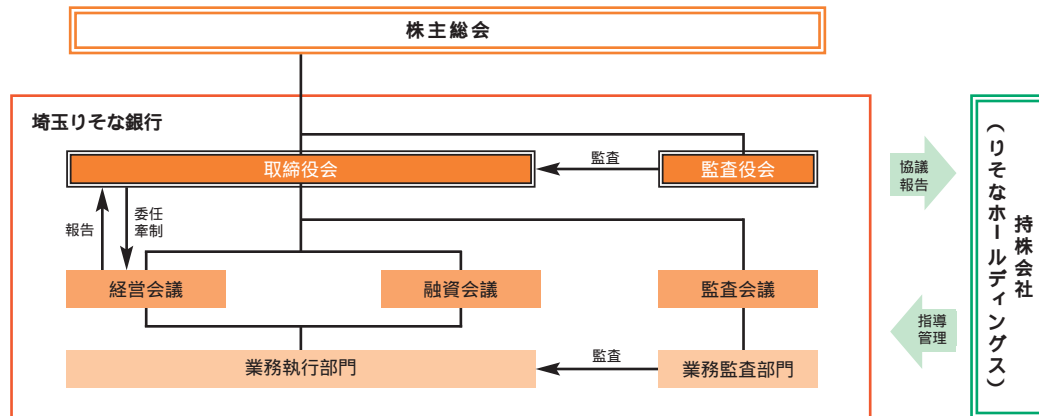 株主総会
埼玉りそな銀行
取締役会
監査
監査役会
報告
委任
牽制
経営会議
融資会議
監査会議
業務執行部門
監査
業務監査部門
協議
報告
指導
管理
持株会社
（りそなホールディングス）